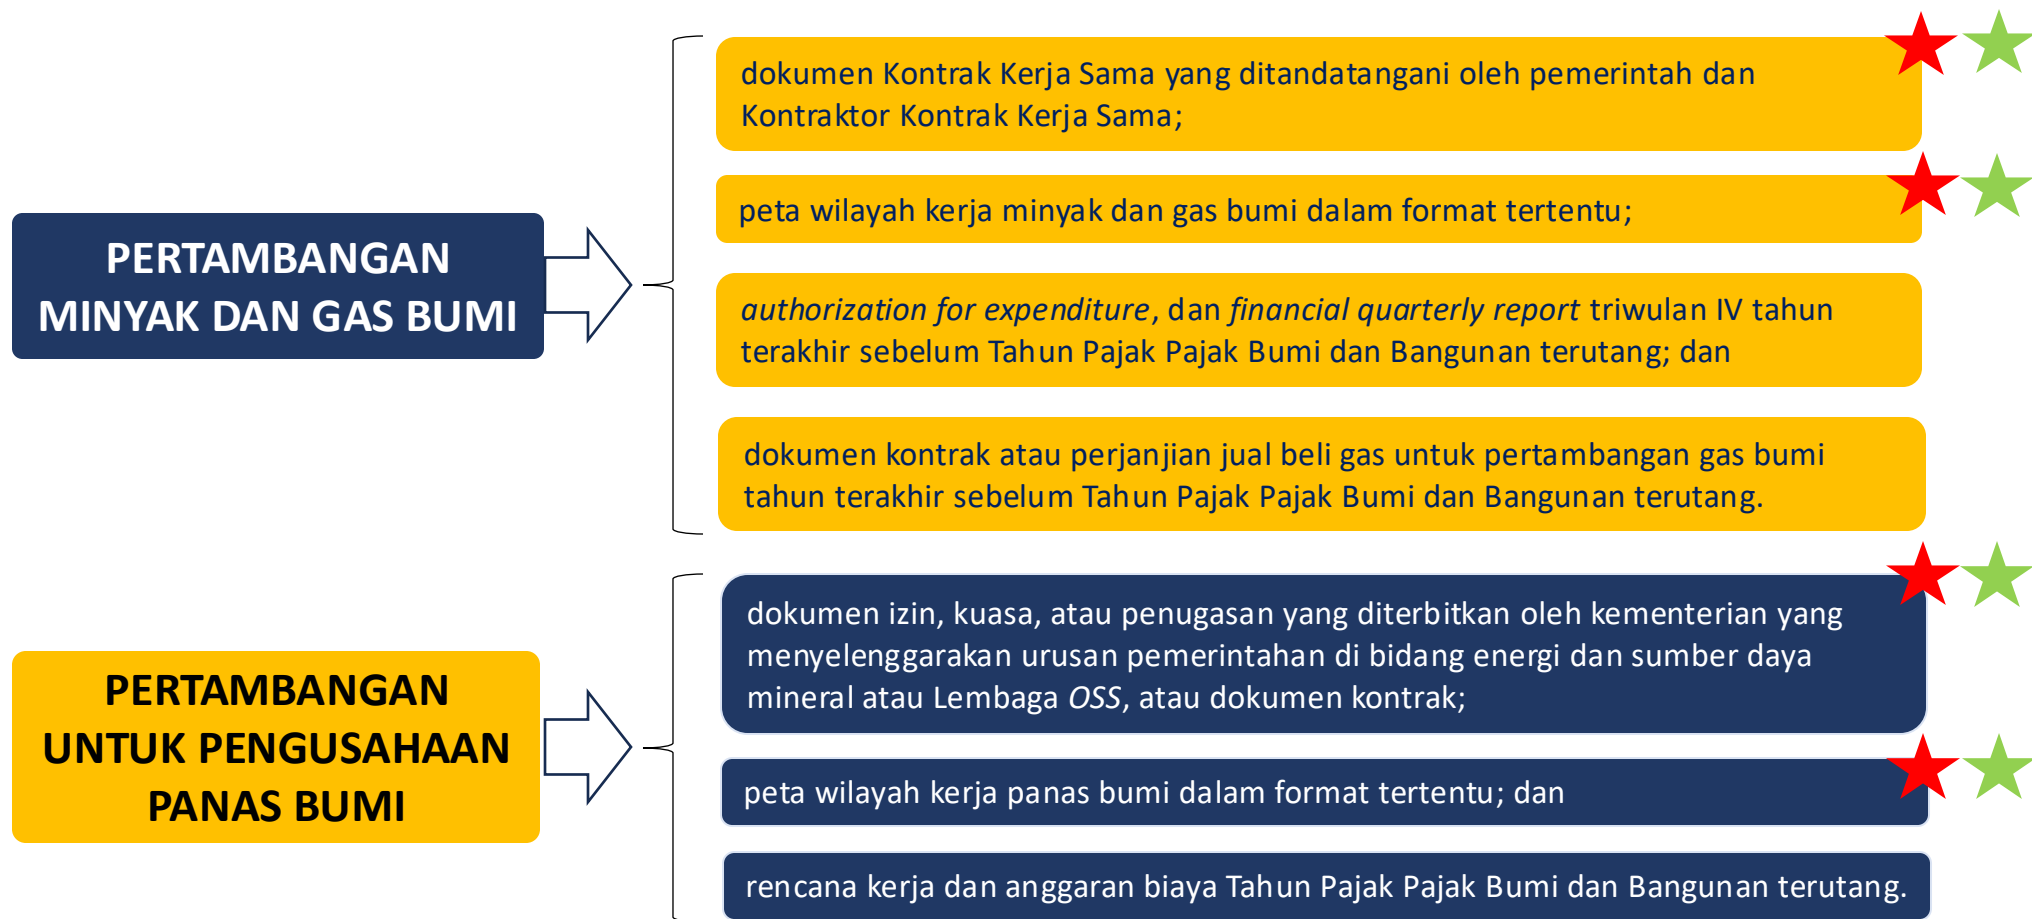 PERTAMBANGAN
MINYAK DAN GAS BUMI
dokumen Kontrak Kerja Sama yang ditandatangani oleh pemerintah dan
Kontraktor Kontrak Kerja Sama;
peta wilayah kerja minyak dan gas bumi dalam format tertentu;
authorization for expenditure, dan financial quarterly report triwulan IV tahun
terakhir sebelum Tahun Pajak Pajak Bumi dan Bangunan terutang; dan
dokumen kontrak atau perjanjian jual beli gas untuk pertambangan gas bumi
tahun terakhir sebelum Tahun Pajak Pajak Bumi dan Bangunan terutang.
PERTAMBANGAN
UNTUK PENGUSAHAAN
PANAS BUMI
dokumen izin, kuasa, atau penugasan yang diterbitkan oleh kementerian yang
menyelenggarakan urusan pemerintahan di bidang energi dan sumber daya
mineral atau Lembaga OSS, atau dokumen kontrak;
peta wilayah kerja panas bumi dalam format tertentu; dan
rencana kerja dan anggaran biaya Tahun Pajak Pajak Bumi dan Bangunan terutang.